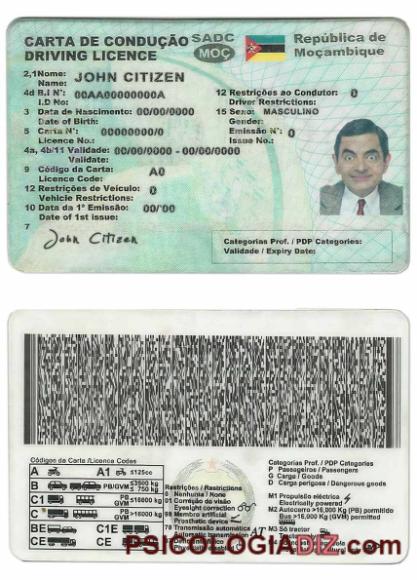 CARTA DE CONDUÇÃO
DRIVING LICENCE
SADC
MOÇ
República de
Moçambique
2,1Nome: JOHN CITIZEN
Name:
4d B.I N°: 00AA00000000A
I.D No:
12 Restrições ao Condutor: 0
Driver Restrictions:
3 Data de Nascimento: 00/00/0000
Date of Birth:
15 Sexo: MASCULINO
Gender:
5 Carta N°: 00000000/0
Licence No.:
Emissão N°: 0
Issue No.:
4a, 4b/11 Validade: 00/00/0000 - 00/00/0000
Validate:
9 Código da Carta: A0
Licence Code:
12 Restrições de Veículo: 0
Vehicle Restrictions:
10 Data da 1ª Emissão: 00/'00
Date of 1st issue:
7
John Citizen
Categorias Prof. / PDP Categories:
Validade / Expiry Date:
Códigos da Carta /Licence Codes
A A1 ≤125cc
B PB/GVM ≤3500 kg
≤ 750 kg
C1 PB GVM ≤16000 kg
C PB GVM >16000 kg
BE C1E
CE CE
Restrições / Restrictions
0 Nenhuma / None
01 Correção da visão
Eyesight correction
02 Membro artificial
Prosthetic device
78 Transmissão automática
Automatic transmission AT
Categorias Prof. / PDP Categories
P Passageiros / Passengers
G Carga / Goods
D Carga perigosa / Dangerous goods
M1 Propulsão eléctrica
Electrically powered
M2 Autocarro >16,000 Kg (PB) permitido
Bus > 16,000 Kg (GVM) permitted
M3 Só tractor
PSICOLOGIADIZ.com